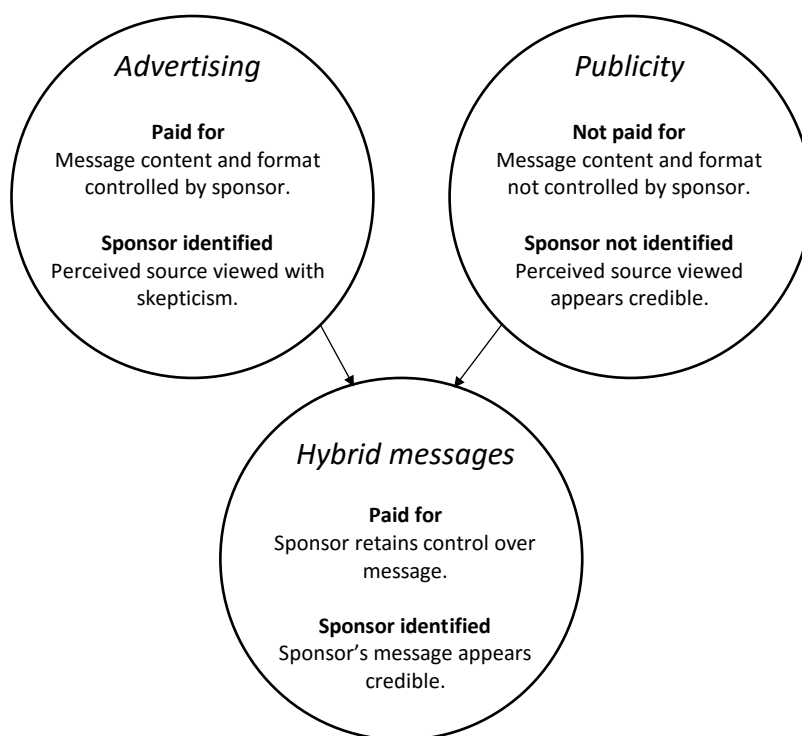 Advertising
Paid for
Message content and format
controlled by sponsor.
Sponsor identified
Perceived source viewed with
skepticism.
Publicity
Not paid for
Message content and format
not controlled by sponsor.
Sponsor not identified
Perceived source viewed
appears credible.
Hybrid messages
Paid for
Sponsor retains control over
message.
Sponsor identified
Sponsor’s message appears
credible.